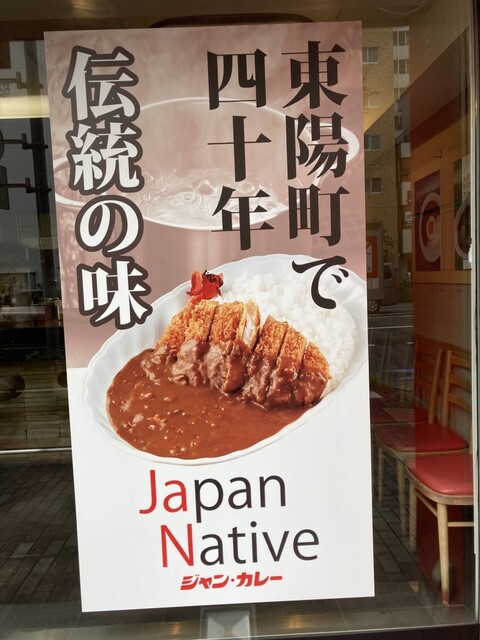 東陽町で
四十年
伝統の味
Japan
Native
ジャン・カレー